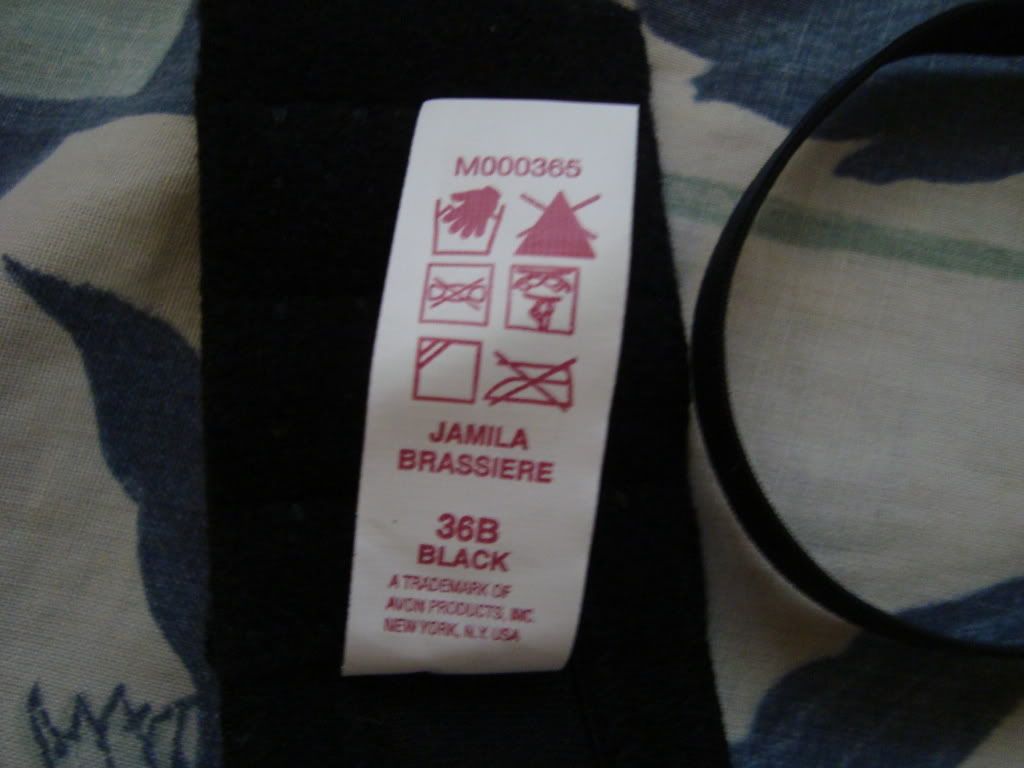 M000365
JAMILA
BRASSIERE
36B
BLACK
A TRADEMARK OF
AVON PRODUCTS, INC.
NEW YORK, N.Y. USA